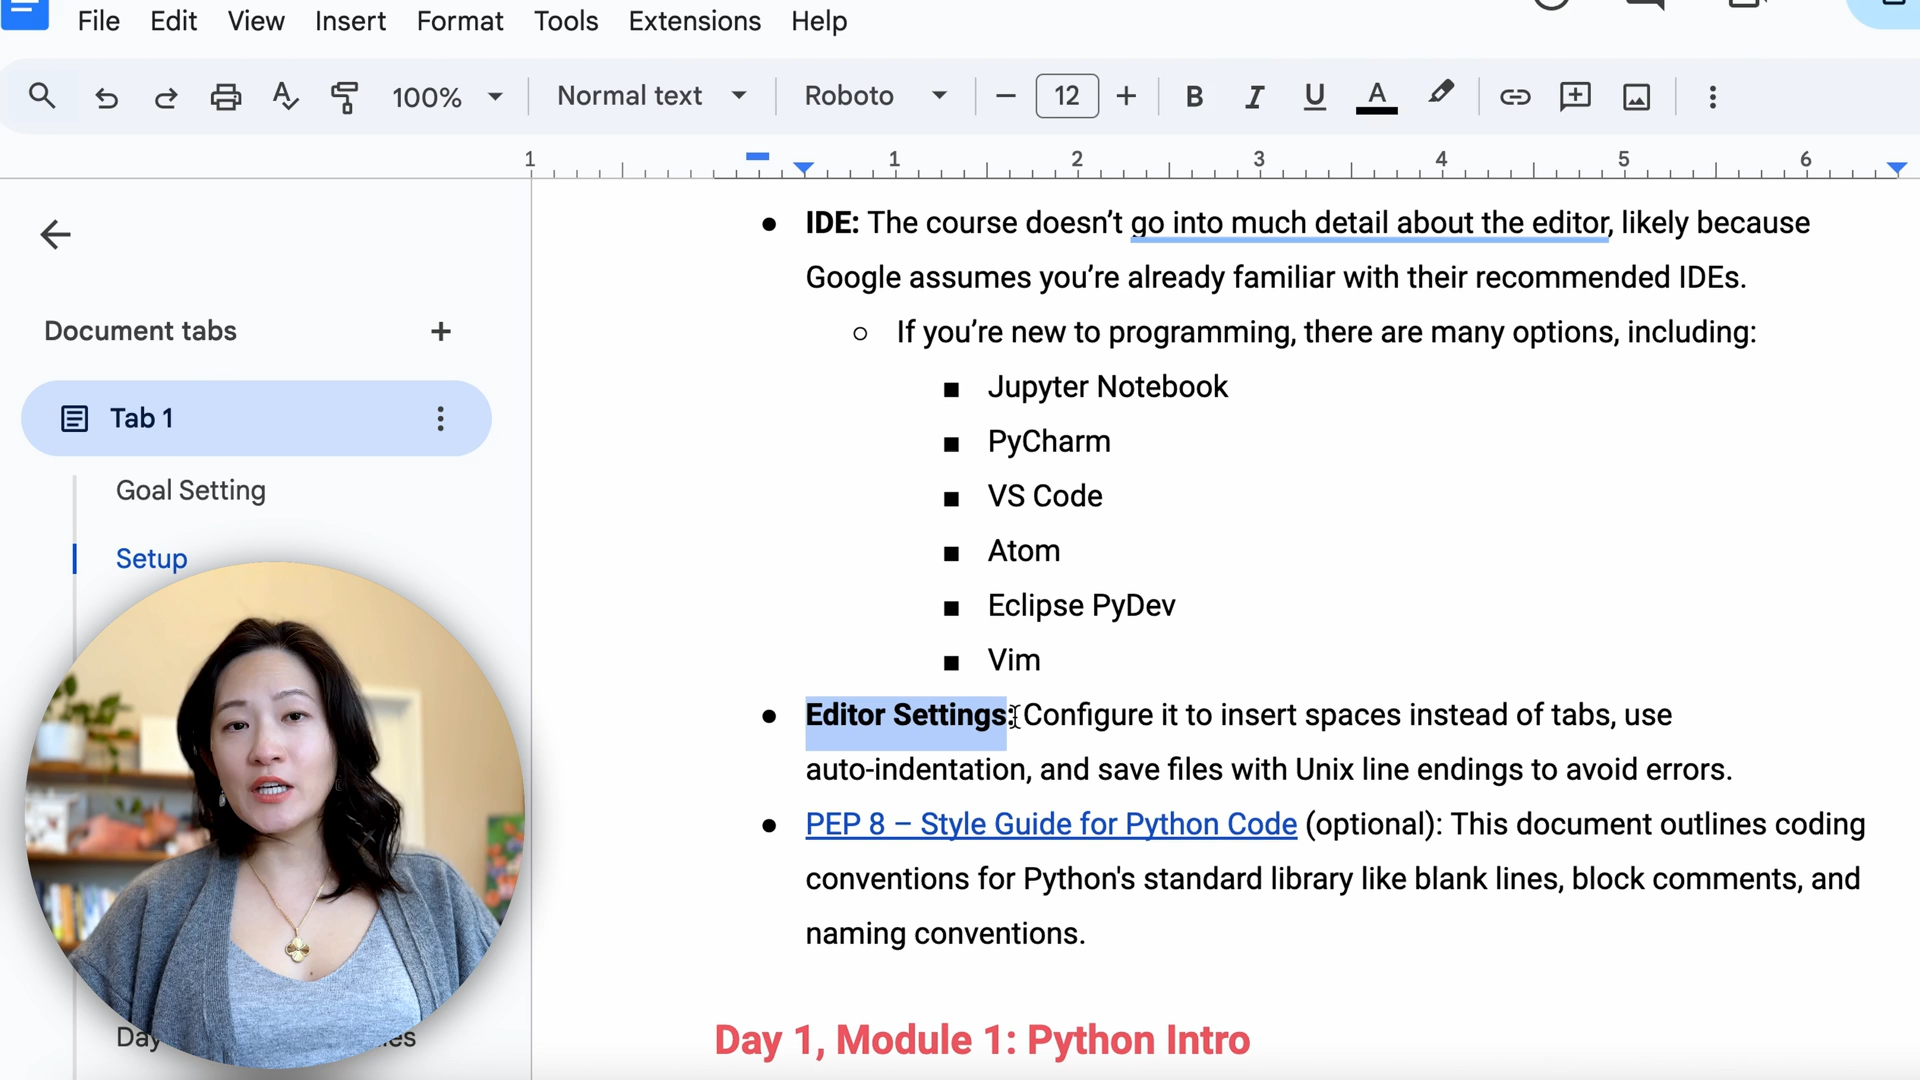 File Edit View Insert Format Tools Extensions Help
100% Normal text Roboto 12 B I U A
1 1 2 3 4 5 6
Document tabs
Tab 1
Goal Setting
Setup
● IDE: The course doesn’t go into much detail about the editor, likely because
Google assumes you’re already familiar with their recommended IDEs.
○ If you’re new to programming, there are many options, including:
■ Jupyter Notebook
■ PyCharm
■ VS Code
■ Atom
■ Eclipse PyDev
■ Vim
● Editor Settings: Configure it to insert spaces instead of tabs, use
auto-indentation, and save files with Unix line endings to avoid errors.
● PEP 8 – Style Guide for Python Code (optional): This document outlines coding
conventions for Python's standard library like blank lines, block comments, and
naming conventions.
Day 1, Module 1: Python Intro